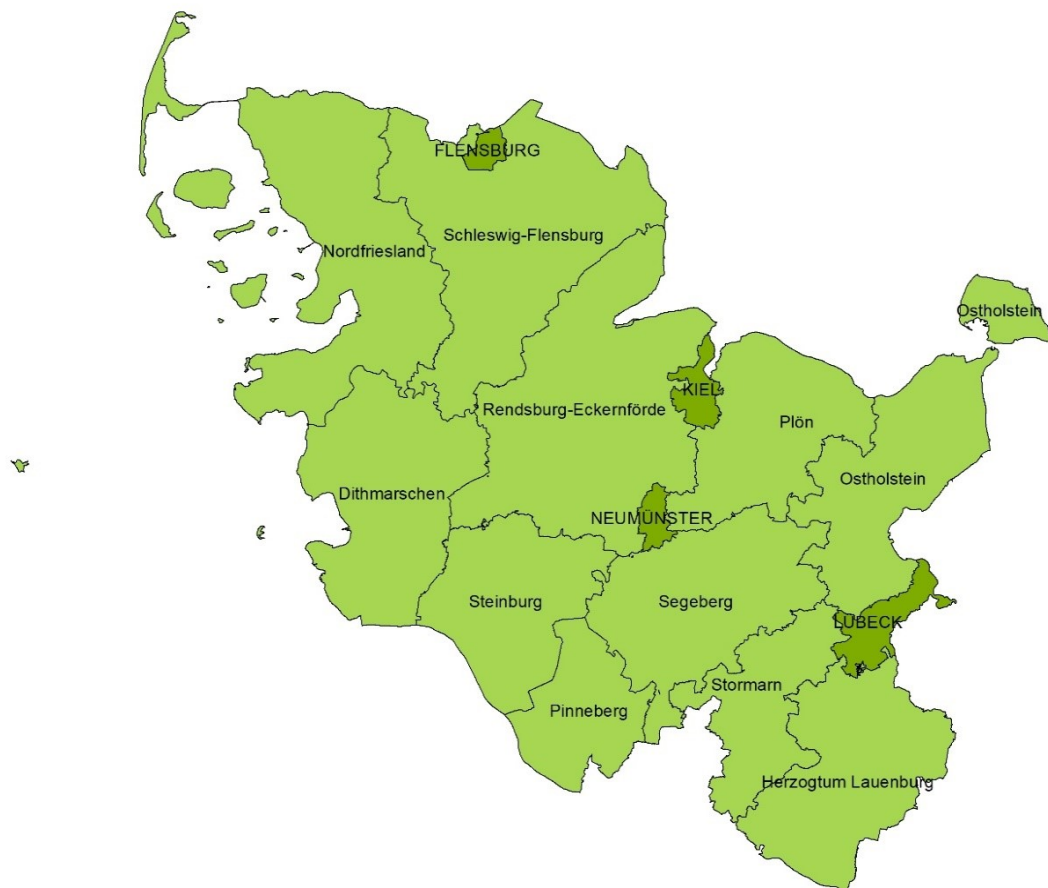 FLENSBURG
Schleswig-Flensburg
Nordfriesland
Ostholstein
KIEL
Rendsburg-Eckernförde
Plön
Ostholstein
Dithmarschen
NEUMÜNSTER
Steinburg
Segeberg
LÜBECK
Stormarn
Pinneberg
Herzogtum Lauenburg